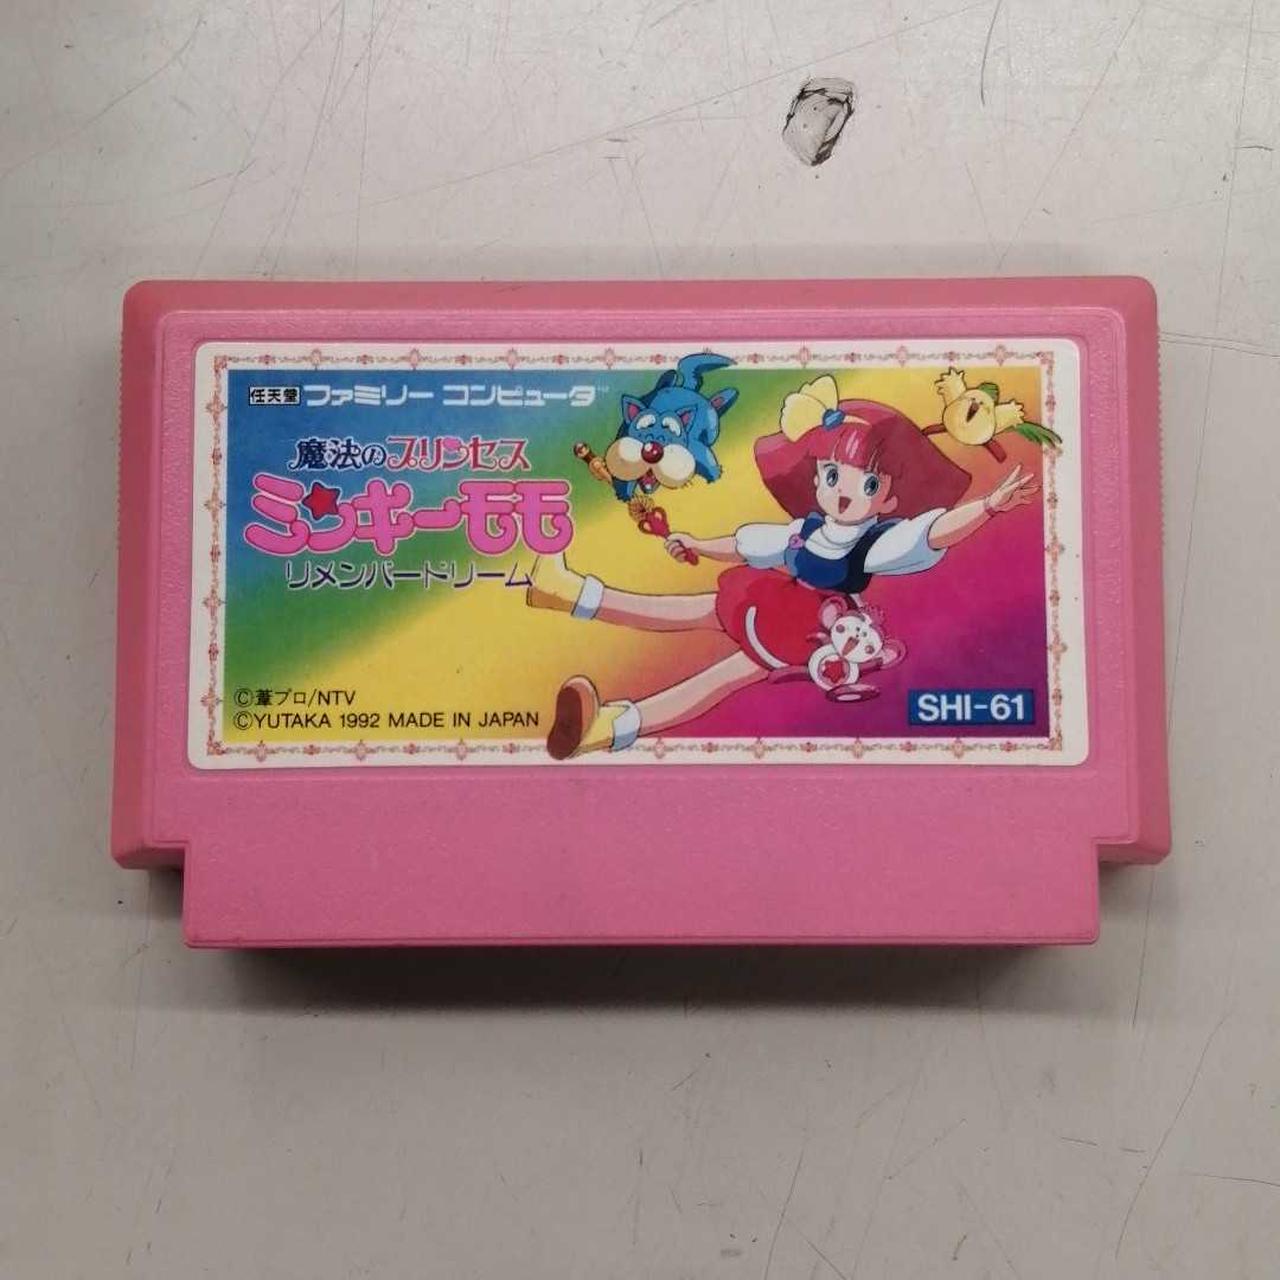 任天堂 ファミリー コンピュータ™
魔法のプリンセス
ミンキーモモ
リメンバードリーム
©葦プロ/NTV
©YUTAKA 1992 MADE IN JAPAN
SHI-61